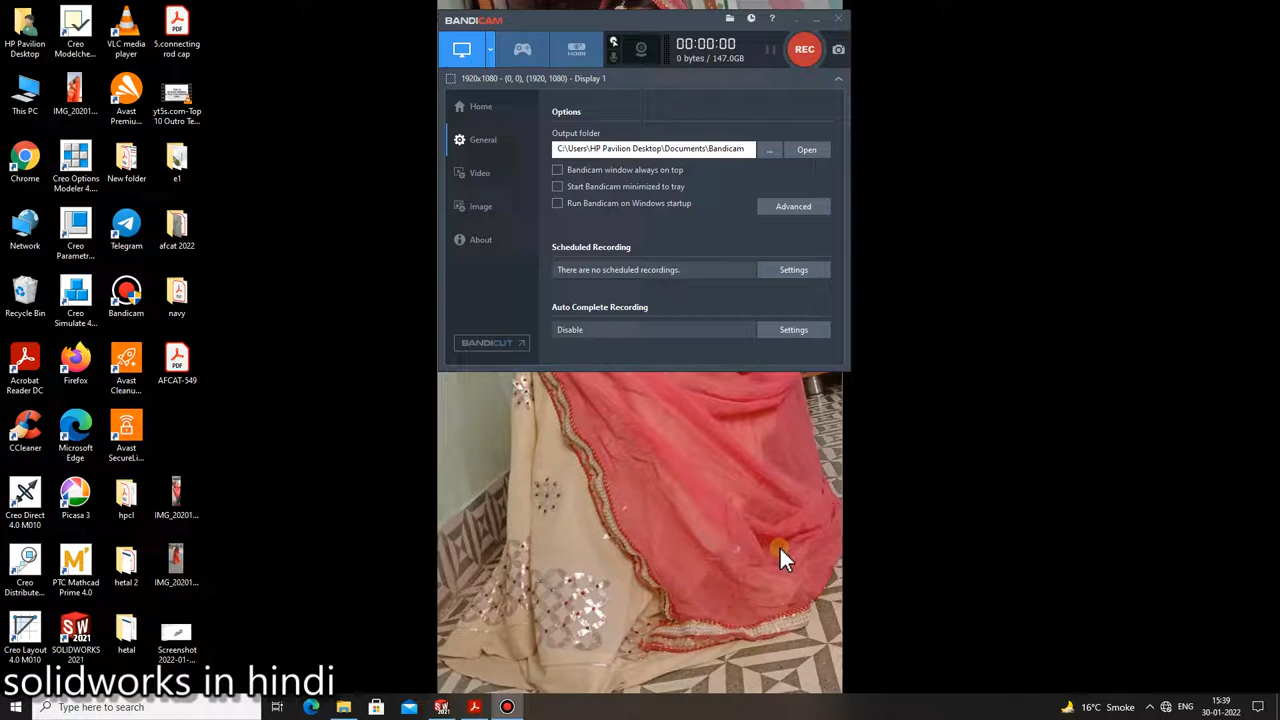 HP Pavilion Desktop
Creo Modelche...
VLC media player
5.connecting rod cap
This PC
IMG_20201...
Avast Premiu...
yt5s.com-Top 10 Outro Te...
Chrome
Creo Options Modeler 4....
New folder
e1
Network
Creo Parametr...
Telegram
afcat 2022
Recycle Bin
Creo Simulate 4...
Bandicam
navy
Acrobat Reader DC
Firefox
Avast Cleanu...
AFCAT-549
CCleaner
Microsoft Edge
Avast SecureLi...
Creo Direct 4.0 M010
Picasa 3
hpcl
IMG_20201...
Creo Distribute...
PTC Mathcad Prime 4.0
hetal 2
IMG_20201...
Creo Layout 4.0 M010
SOLIDWORKS 2021
hetal
Screenshot 2022-01-...
BANDICAM
HDMI
00:00:00
0 bytes / 147.0GB
REC
1920x1080 - (0, 0), (1920, 1080) - Display 1
Home
General
Video
Image
About
BANDICUT
Options
Output folder
C:\Users\HP Pavilion Desktop\Documents\Bandicam
...
Open
Bandicam window always on top
Start Bandicam minimized to tray
Run Bandicam on Windows startup
Advanced
Scheduled Recording
There are no scheduled recordings.
Settings
Auto Complete Recording
Disable
Settings
solidworks in hindi
Type here to search
16°C Smoke
ENG
15:39
30-01-2022